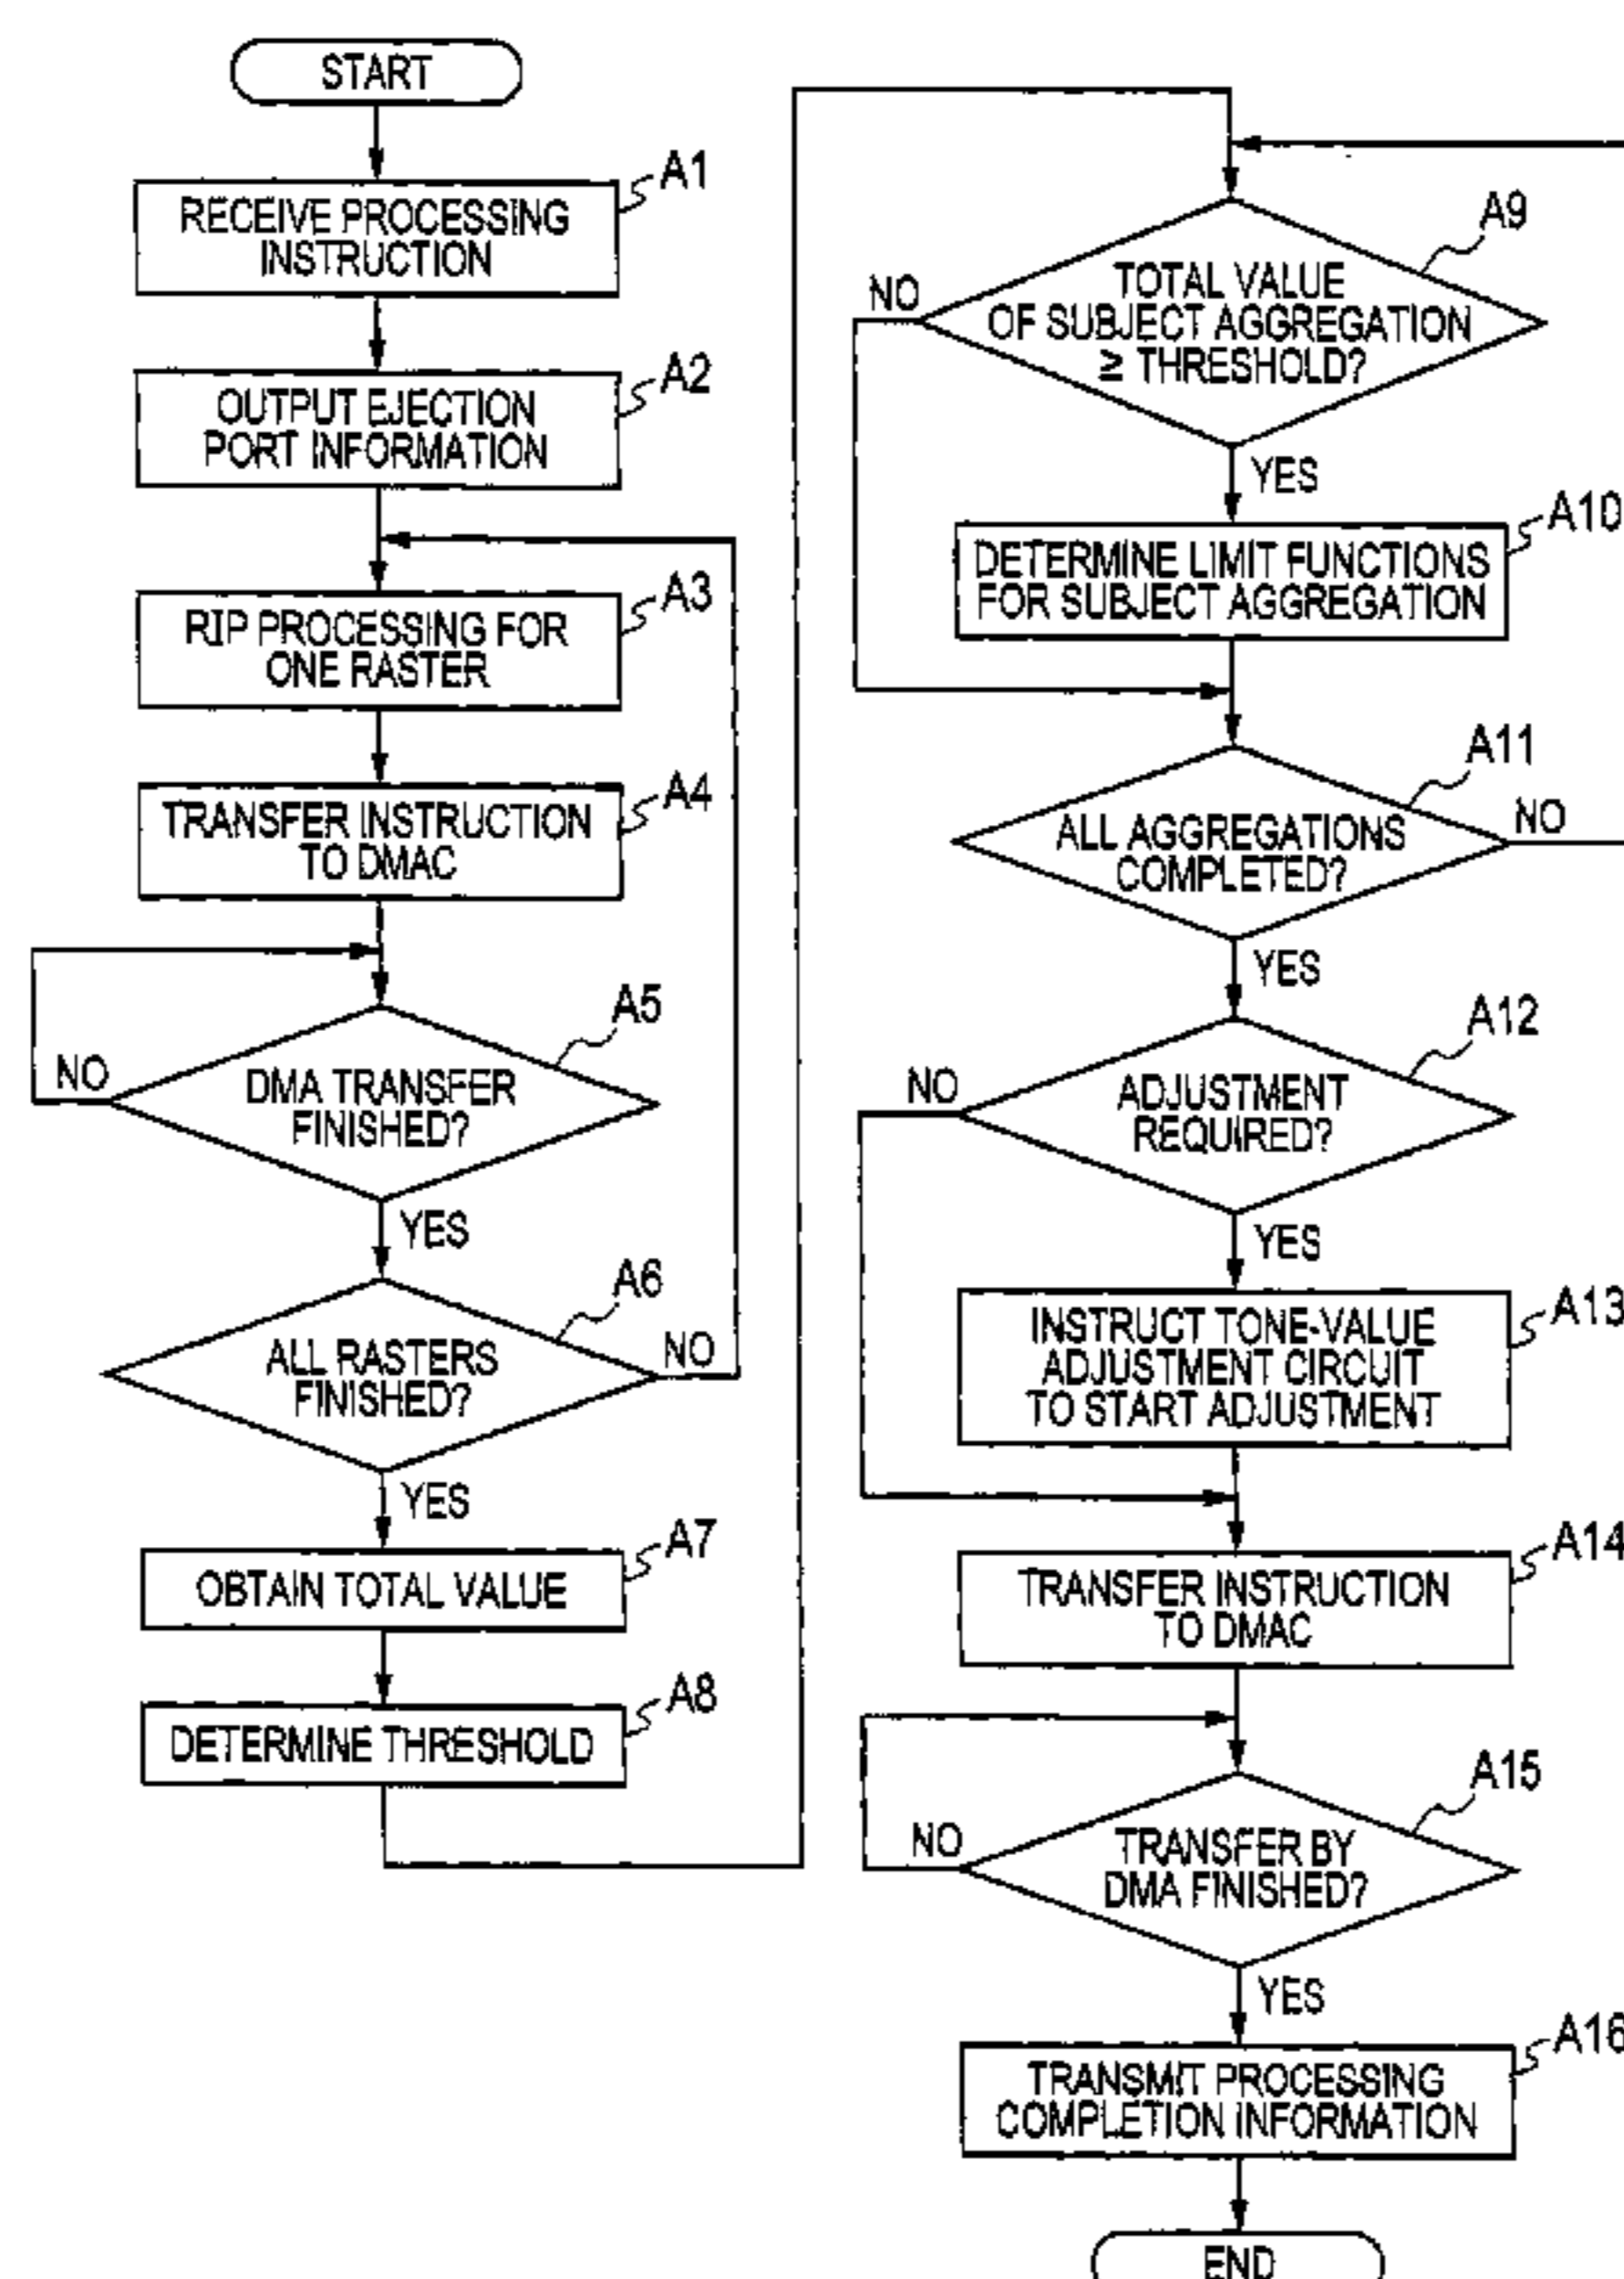 START
A1
RECEIVE PROCESSING
INSTRUCTION
A2
OUTPUT EJECTION
PORT INFORMATION
A3
RIP PROCESSING FOR
ONE RASTER
A4
TRANSFER INSTRUCTION
TO DMAC
A5
NO
DMA TRANSFER
FINISHED?
YES
A6
ALL RASTERS
FINISHED?
NO
YES
A7
OBTAIN TOTAL VALUE
A8
DETERMINE THRESHOLD
A9
NO
TOTAL VALUE
OF SUBJECT AGGREGATION
≥ THRESHOLD?
YES
A10
DETERMINE LIMIT FUNCTIONS
FOR SUBJECT AGGREGATION
A11
ALL AGGREGATIONS
COMPLETED?
NO
YES
A12
NO
ADJUSTMENT
REQUIRED?
YES
A13
INSTRUCT TONE-VALUE
ADJUSTMENT CIRCUIT
TO START ADJUSTMENT
A14
TRANSFER INSTRUCTION
TO DMAC
A15
NO
TRANSFER BY
DMA FINISHED?
YES
A16
TRANSMIT PROCESSING
COMPLETION INFORMATION
END